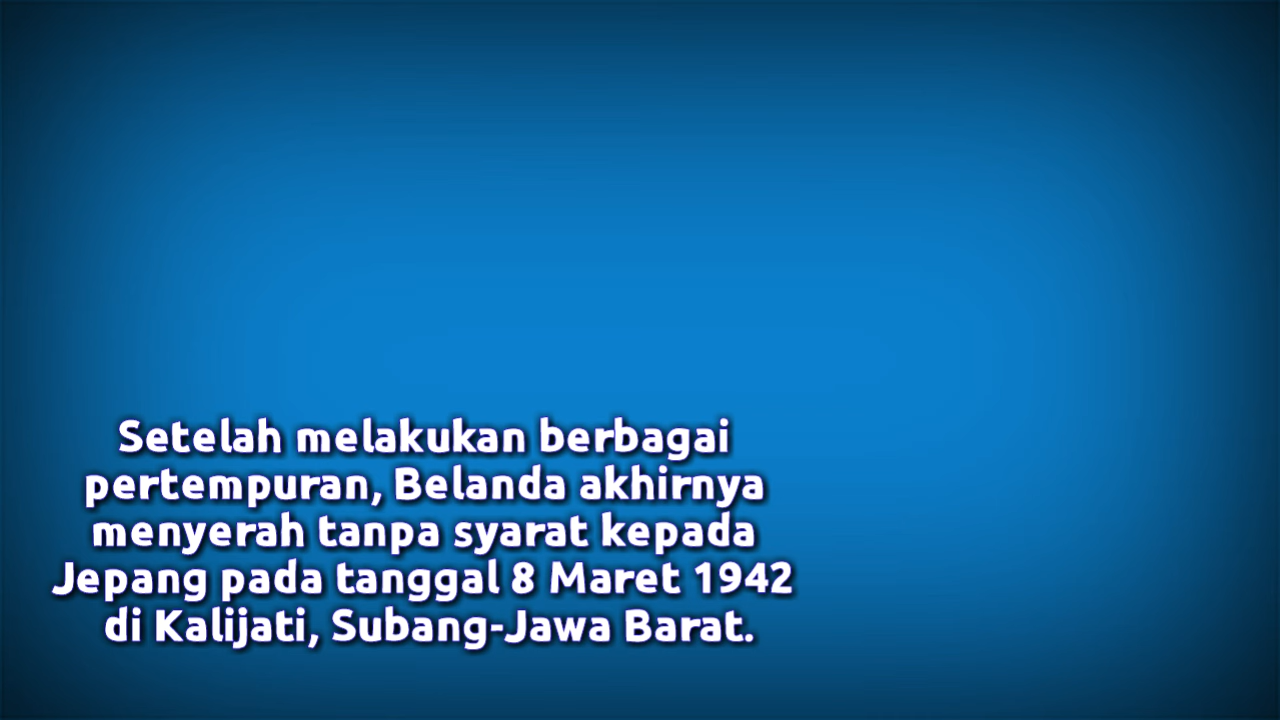 Setelah melakukan berbagai
pertempuran, Belanda akhirnya
menyerah tanpa syarat kepada
Jepang pada tanggal 8 Maret 1942
di Kalijati, Subang-Jawa Barat.